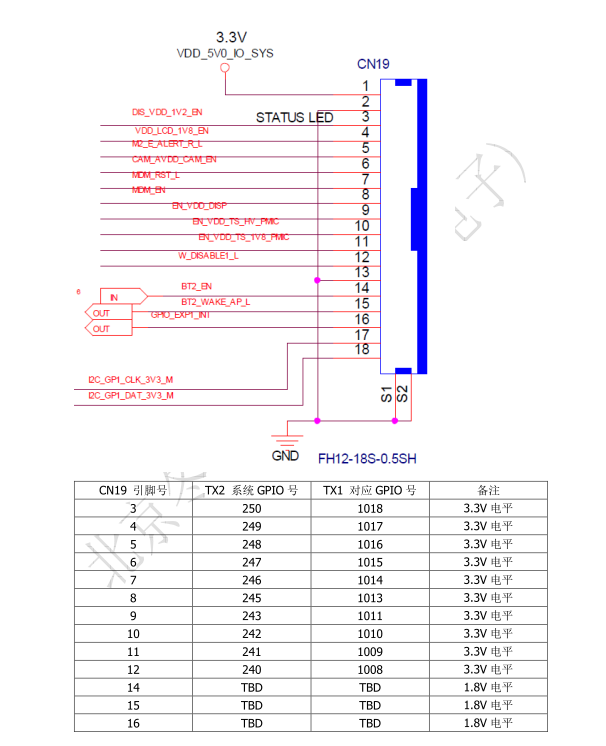 3.3V
VDD_5V0_IO_SYS
CN19
1
2
DIS_VDD_1V2_EN
STATUS LED
3
VDD_LCD_1V8_EN
4
M2_E_ALERT_R_L
5
CAM_AVDD_CAM_EN
6
MDM_RST_L
7
MDM_EN
8
EN_VDD_DISP
9
EN_VDD_TS_HV_PMIC
10
EN_VDD_TS_1V8_PMIC
11
W_DISABLE1_L
12
13
BT2_EN
14
6
IN
BT2_WAKE_AP_L
15
OUT
GPIO_EXP1_INT
16
OUT
17
18
I2C_GP1_CLK_3V3_M
I2C_GP1_DAT_3V3_M
S1
S2
GND
FH12-18S-0.5SH
CN19 引脚号 TX2 系统 GPIO 号 TX1 对应 GPIO 号 备注
3 250 1018 3.3V 电平
4 249 1017 3.3V 电平
5 248 1016 3.3V 电平
6 247 1015 3.3V 电平
7 246 1014 3.3V 电平
8 245 1013 3.3V 电平
9 243 1011 3.3V 电平
10 242 1010 3.3V 电平
11 241 1009 3.3V 电平
12 240 1008 3.3V 电平
14 TBD TBD 1.8V 电平
15 TBD TBD 1.8V 电平
16 TBD TBD 1.8V 电平
北京
子)